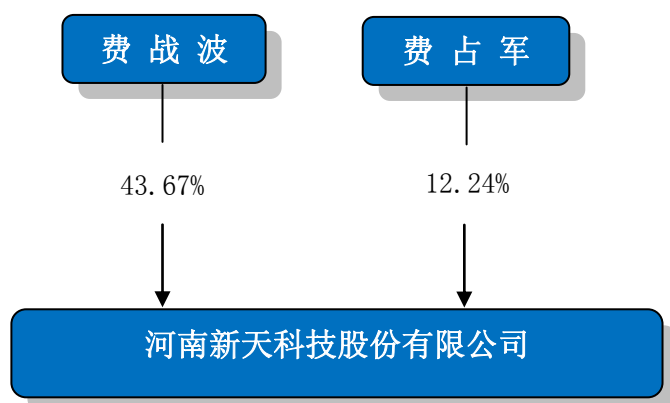 费 战 波
费 占 军
43.67%
12.24%
河南新天科技股份有限公司